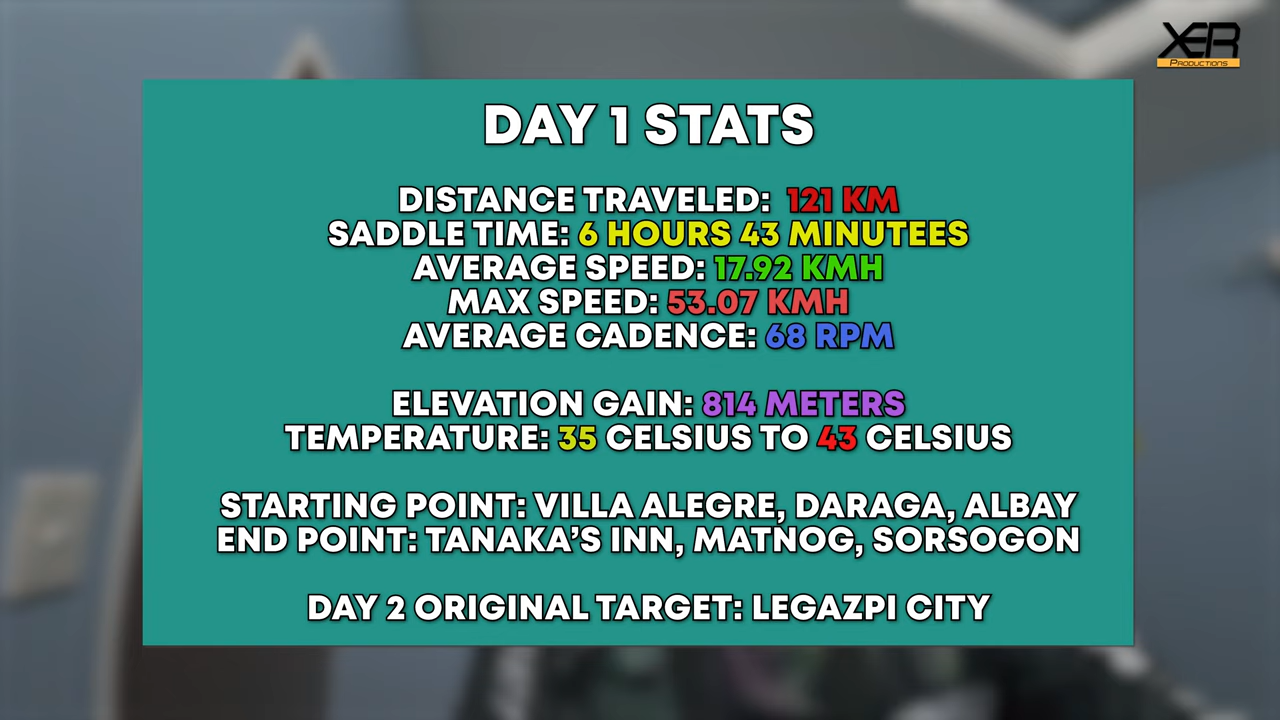 XER
PRODUCTIONS
DAY 1 STATS
DISTANCE TRAVELED: 121 KM
SADDLE TIME: 6 HOURS 43 MINUTEES
AVERAGE SPEED: 17.92 KMH
MAX SPEED: 53.07 KMH
AVERAGE CADENCE: 68 RPM
ELEVATION GAIN: 814 METERS
TEMPERATURE: 35 CELSIUS TO 43 CELSIUS
STARTING POINT: VILLA ALEGRE, DARAGA, ALBAY
END POINT: TANAKA'S INN, MATNOG, SORSOGON
DAY 2 ORIGINAL TARGET: LEGAZPI CITY